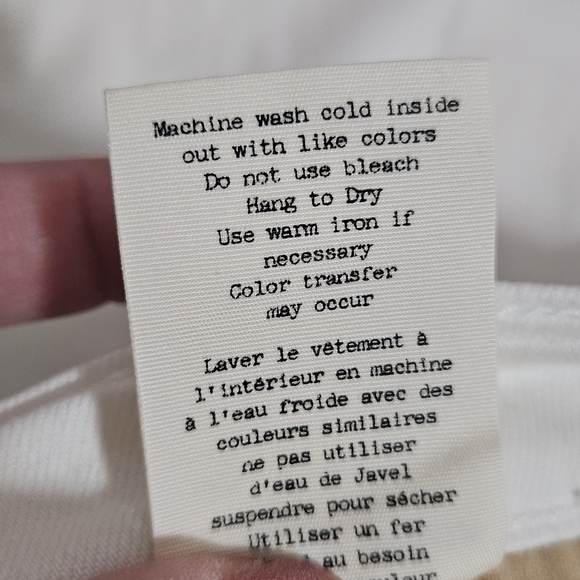 Machine wash cold inside
out with like colors
Do not use bleach
Hang to Dry
Use warm iron if
necessary
Color transfer
may occur
Laver le vêtement à
l'intérieur en machine
à l'eau froide avec des
couleurs similaires
ne pas utiliser
d'eau de Javel
suspendre pour sécher
Utiliser un fer
au besoin